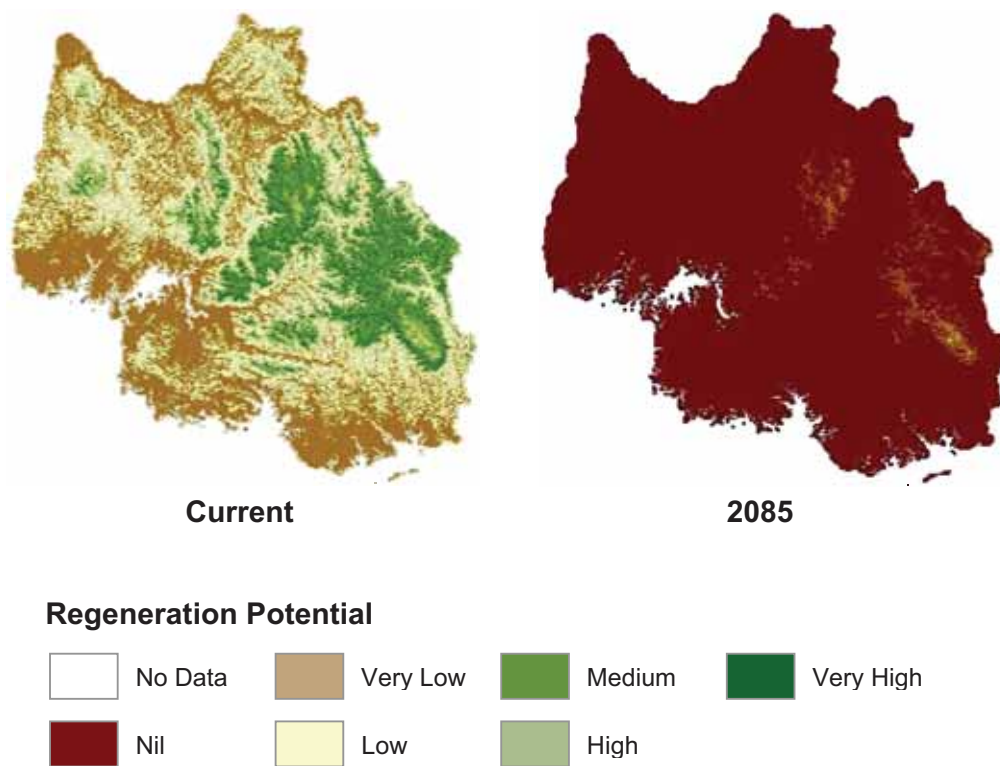 Current 2085
Regeneration Potential
No Data Very Low Medium Very High
Nil Low High